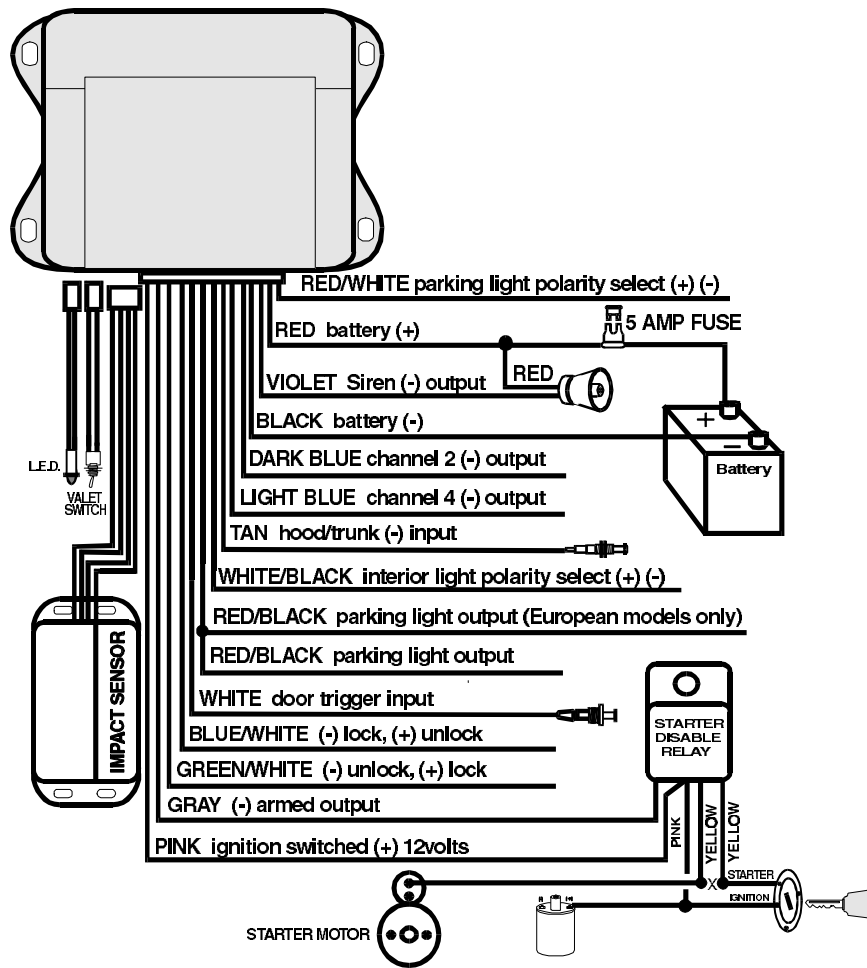 RED/WHITE parking light polarity select (+) (-)
RED battery (+)
5 AMP FUSE
RED
VIOLET Siren (-) output
BLACK battery (-)
+
−
Battery
DARK BLUE channel 2 (-) output
L.E.D.
VALET
SWITCH
LIGHT BLUE channel 4 (-) output
TAN hood/trunk (-) input
WHITE/BLACK interior light polarity select (+) (-)
RED/BLACK parking light output (European models only)
RED/BLACK parking light output
IMPACT SENSOR
WHITE door trigger input
STARTER
DISABLE
RELAY
BLUE/WHITE (-) lock, (+) unlock
GREEN/WHITE (-) unlock, (+) lock
GRAY (-) armed output
PINK
YELLOW
YELLOW
PINK ignition switched (+) 12volts
X
STARTER
IGNITION
STARTER MOTOR